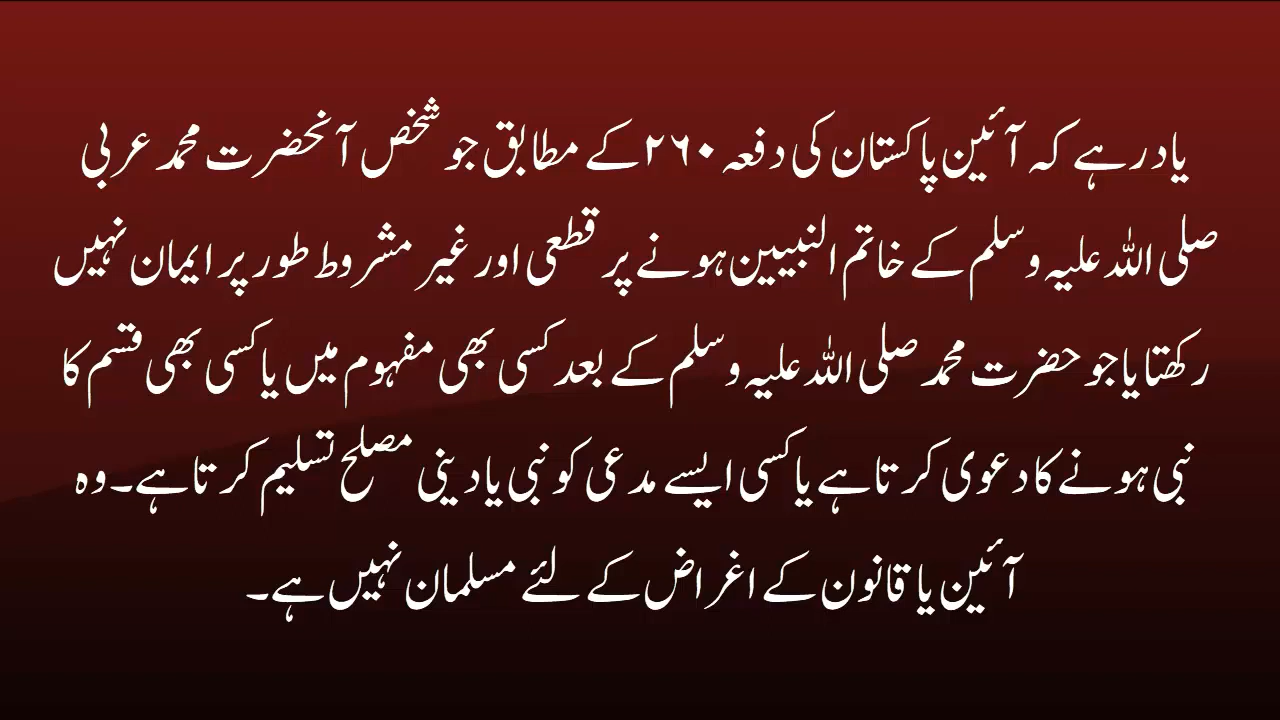 یاد رہے کہ آئین پاکستان کی دفعہ ۲۶۰ کے مطابق جو شخص آنحضرت محمد عربی
صلی اللہ علیہ وسلم کے خاتم النبیین ہونے پر قطعی اور غیر مشروط طور پر ایمان نہیں
رکھتا یا جو حضرت محمد صلی اللہ علیہ وسلم کے بعد کسی بھی مفہوم میں یا کسی بھی قسم کا
نبی ہونے کا دعوی کرتا ہے یا کسی ایسے مدعی کو نبی یا دینی مصلح تسلیم کرتا ہے۔ وہ
آئین یا قانون کے اغراض کے لئے مسلمان نہیں ہے۔